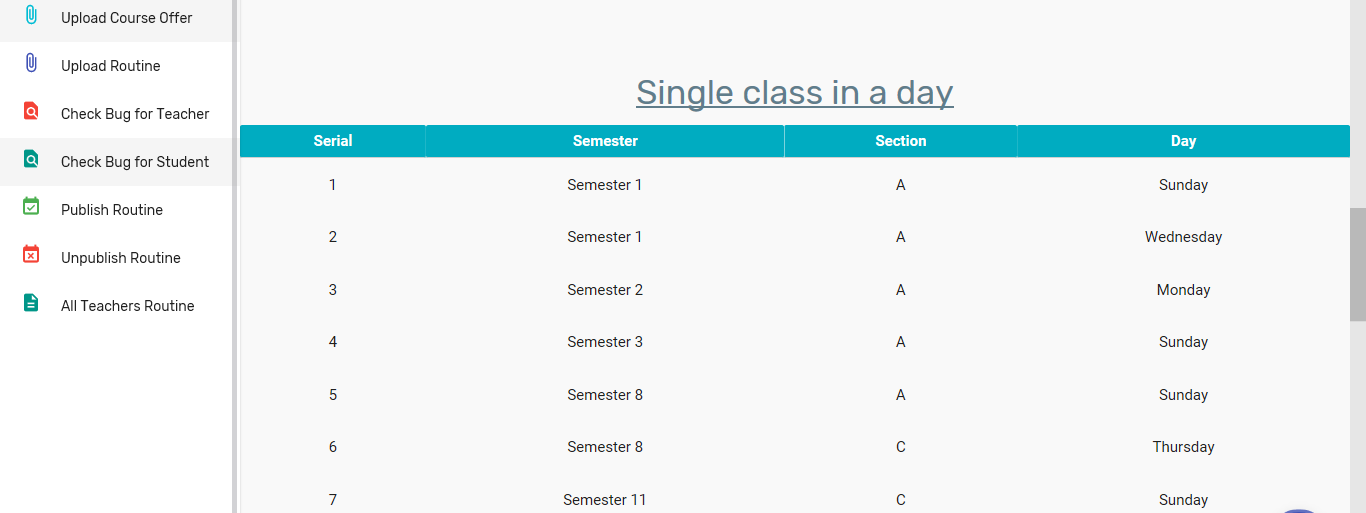 Upload Course Offer
Upload Routine
Check Bug for Teacher
Check Bug for Student
Publish Routine
Unpublish Routine
All Teachers Routine
Single class in a day
Serial Semester Section Day
1 Semester 1 A Sunday
2 Semester 1 A Wednesday
3 Semester 2 A Monday
4 Semester 3 A Sunday
5 Semester 8 A Sunday
6 Semester 8 C Thursday
7 Semester 11 C Sunday